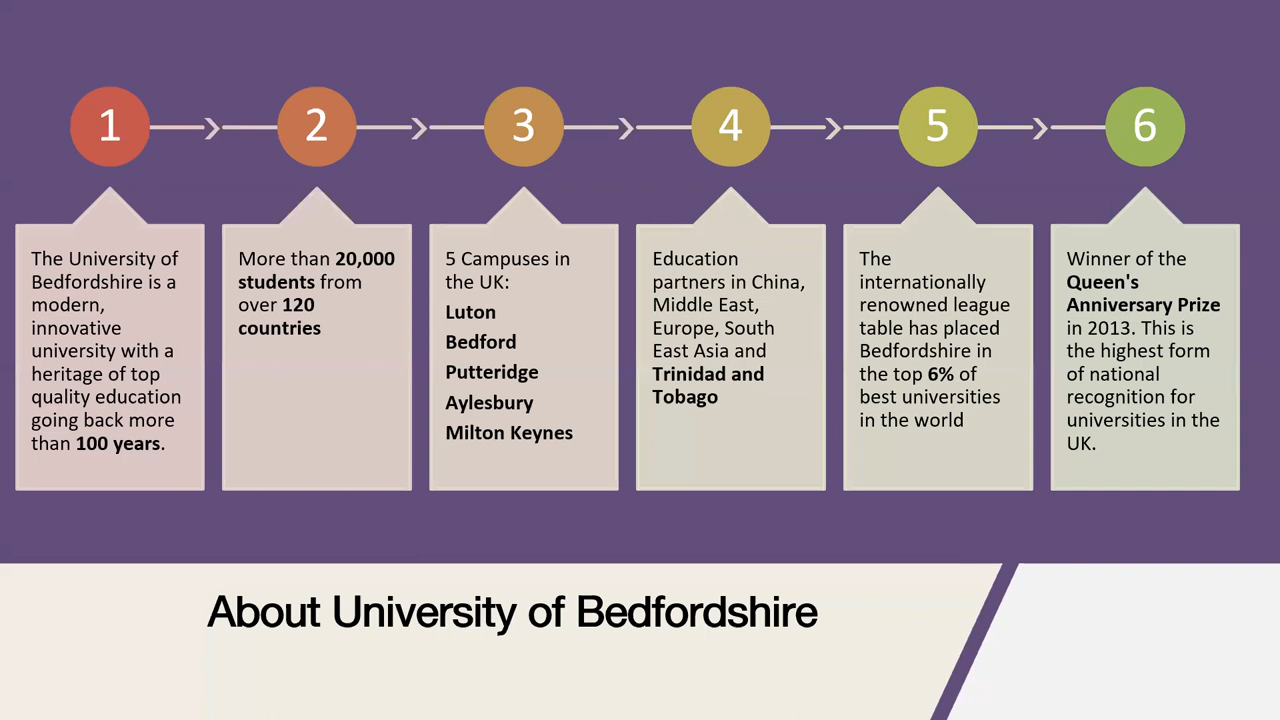 1
2
3
4
5
6
The University of
Bedfordshire is a
modern,
innovative
university with a
heritage of top
quality education
going back more
than 100 years.
More than 20,000
students from
over 120
countries
5 Campuses in
the UK:
Luton
Bedford
Putteridge
Aylesbury
Milton Keynes
Education
partners in China,
Middle East,
Europe, South
East Asia and
Trinidad and
Tobago
The
internationally
renowned league
table has placed
Bedfordshire in
the top 6% of
best universities
in the world
Winner of the
Queen's
Anniversary Prize
in 2013. This is
the highest form
of national
recognition for
universities in the
UK.
About University of Bedfordshire